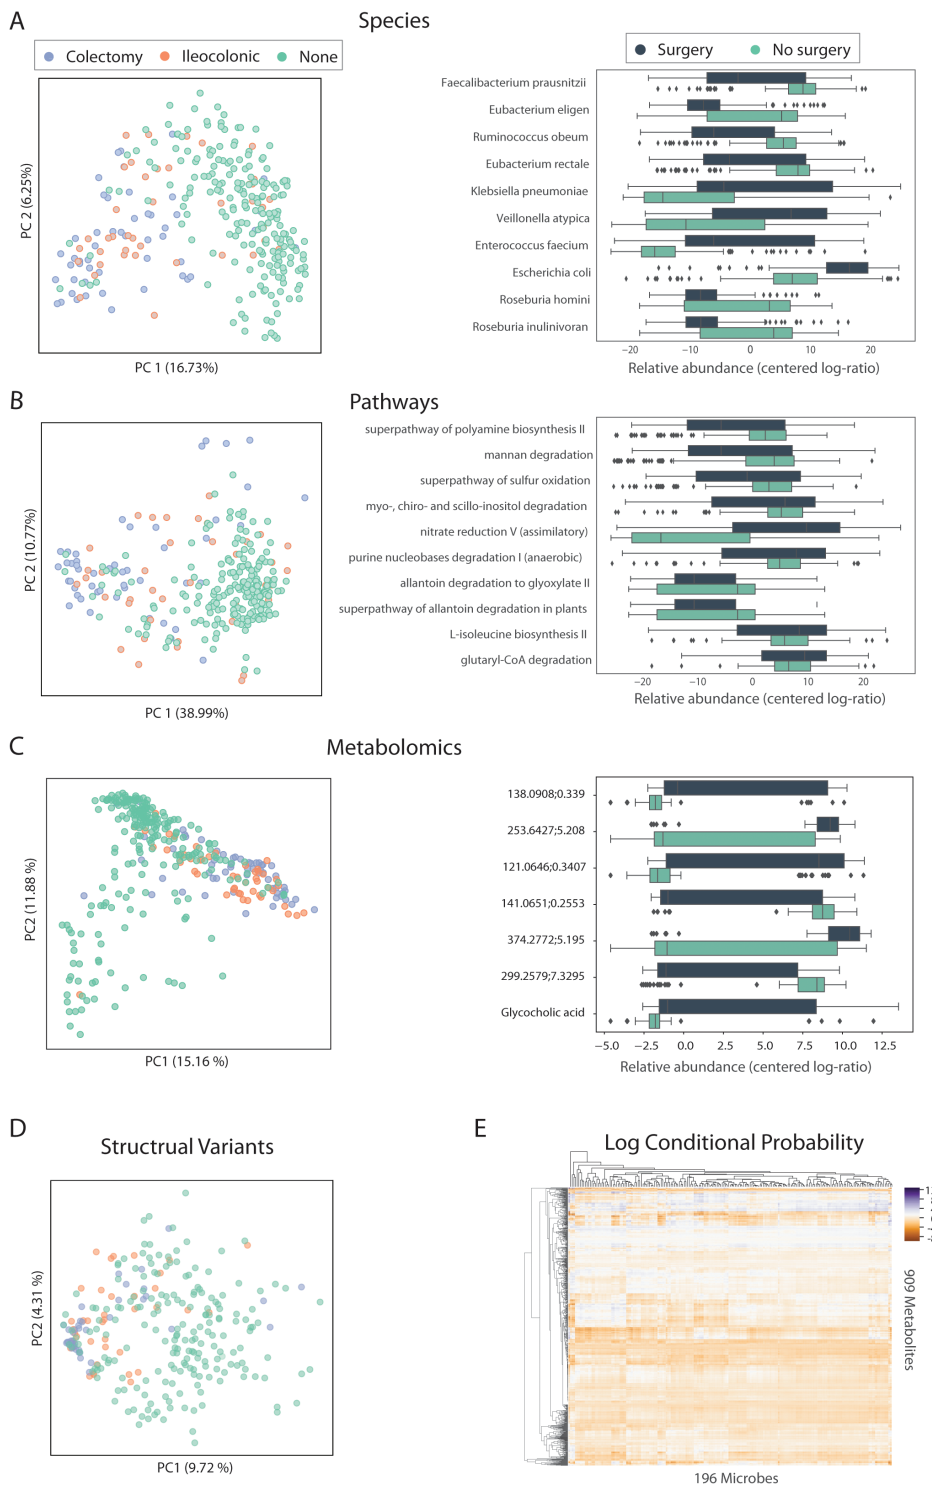 A
Species
Colectomy
Ileocolonic
None
PC 2 (6.25%)
PC 1 (16.73%)
Surgery
No surgery
Faecalibacterium prausnitzii
Eubacterium eligen
Ruminococcus obeum
Eubacterium rectale
Klebsiella pneumoniae
Veillonella atypica
Enterococcus faecium
Escherichia coli
Roseburia homini
Roseburia inulinivoran
−20 −10 0 10 20
Relative abundance (centered log-ratio)
B
Pathways
PC 2 (10.77%)
PC 1 (38.99%)
superpathway of polyamine biosynthesis II
mannan degradation
superpathway of sulfur oxidation
myo-, chiro- and scillo-inositol degradation
nitrate reduction V (assimilatory)
purine nucleobases degradation I (anaerobic)
allantoin degradation to glyoxylate II
superpathway of allantoin degradation in plants
L-isoleucine biosynthesis II
glutaryl-CoA degradation
−20 −10 0 10 20
Relative abundance (centered log-ratio)
C
Metabolomics
PC2 (11.88 %)
PC1 (15.16 %)
138.0908;0.339
253.6427;5.208
121.0646;0.3407
141.0651;0.2553
374.2772;5.195
299.2579;7.3295
Glycocholic acid
−5.0 −2.5 0.0 2.5 5.0 7.5 10.0 12.5
Relative abundance (centered log-ratio)
D
Structrual Variants
PC2 (4.31 %)
PC1 (9.72 %)
E
Log Conditional Probability
909 Metabolites
196 Microbes